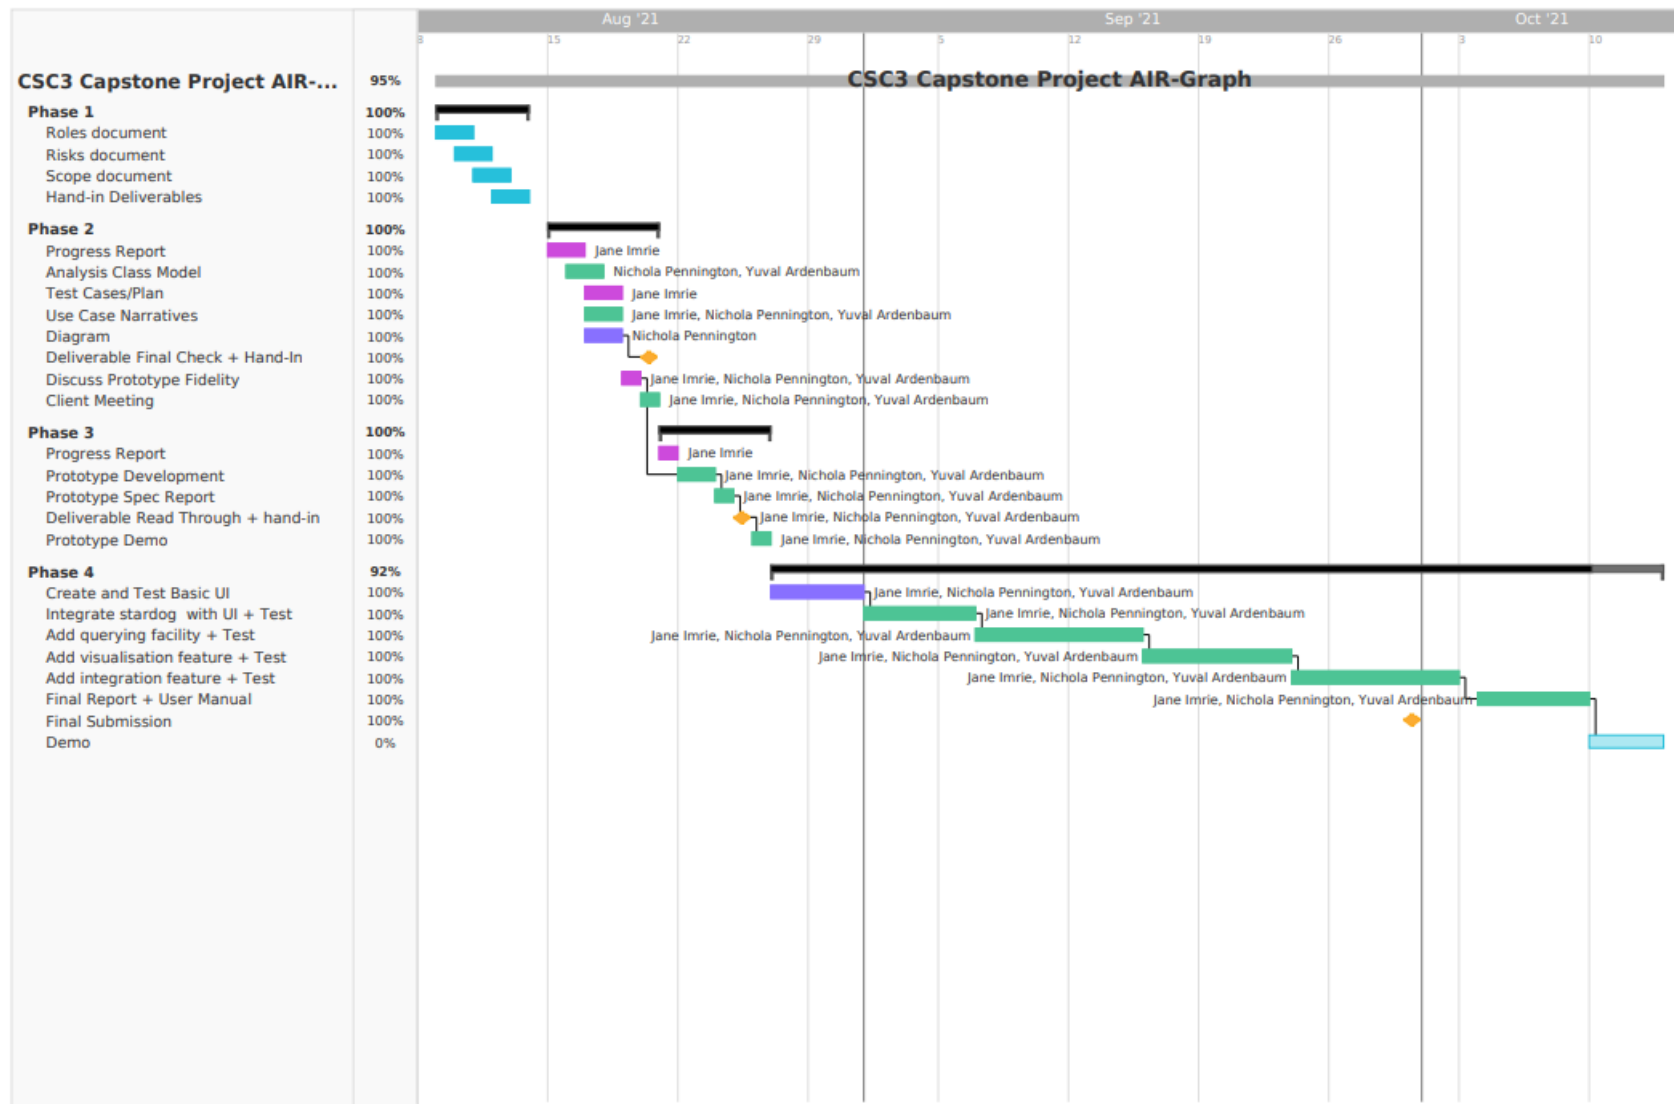 Aug '21 Sep '21 Oct '21
8 15 22 29 5 12 19 26 3 10
CSC3 Capstone Project AIR-... 95% CSC3 Capstone Project AIR-Graph
Phase 1 100%
Roles document 100%
Risks document 100%
Scope document 100%
Hand-in Deliverables 100%
Phase 2 100%
Progress Report 100% Jane Imrie
Analysis Class Model 100% Nichola Pennington, Yuval Ardenbaum
Test Cases/Plan 100% Jane Imrie
Use Case Narratives 100% Jane Imrie, Nichola Pennington, Yuval Ardenbaum
Diagram 100% Nichola Pennington
Deliverable Final Check + Hand-In 100%
Discuss Prototype Fidelity 100% Jane Imrie, Nichola Pennington, Yuval Ardenbaum
Client Meeting 100% Jane Imrie, Nichola Pennington, Yuval Ardenbaum
Phase 3 100%
Progress Report 100% Jane Imrie
Prototype Development 100% Jane Imrie, Nichola Pennington, Yuval Ardenbaum
Prototype Spec Report 100% Jane Imrie, Nichola Pennington, Yuval Ardenbaum
Deliverable Read Through + hand-in 100% Jane Imrie, Nichola Pennington, Yuval Ardenbaum
Prototype Demo 100% Jane Imrie, Nichola Pennington, Yuval Ardenbaum
Phase 4 92%
Create and Test Basic UI 100% Jane Imrie, Nichola Pennington, Yuval Ardenbaum
Integrate stardog with UI + Test 100% Jane Imrie, Nichola Pennington, Yuval Ardenbaum
Add querying facility + Test 100% Jane Imrie, Nichola Pennington, Yuval Ardenbaum
Add visualisation feature + Test 100% Jane Imrie, Nichola Pennington, Yuval Ardenbaum
Add integration feature + Test 100% Jane Imrie, Nichola Pennington, Yuval Ardenbaum
Final Report + User Manual 100% Jane Imrie, Nichola Pennington, Yuval Ardenbaum
Final Submission 100%
Demo 0%